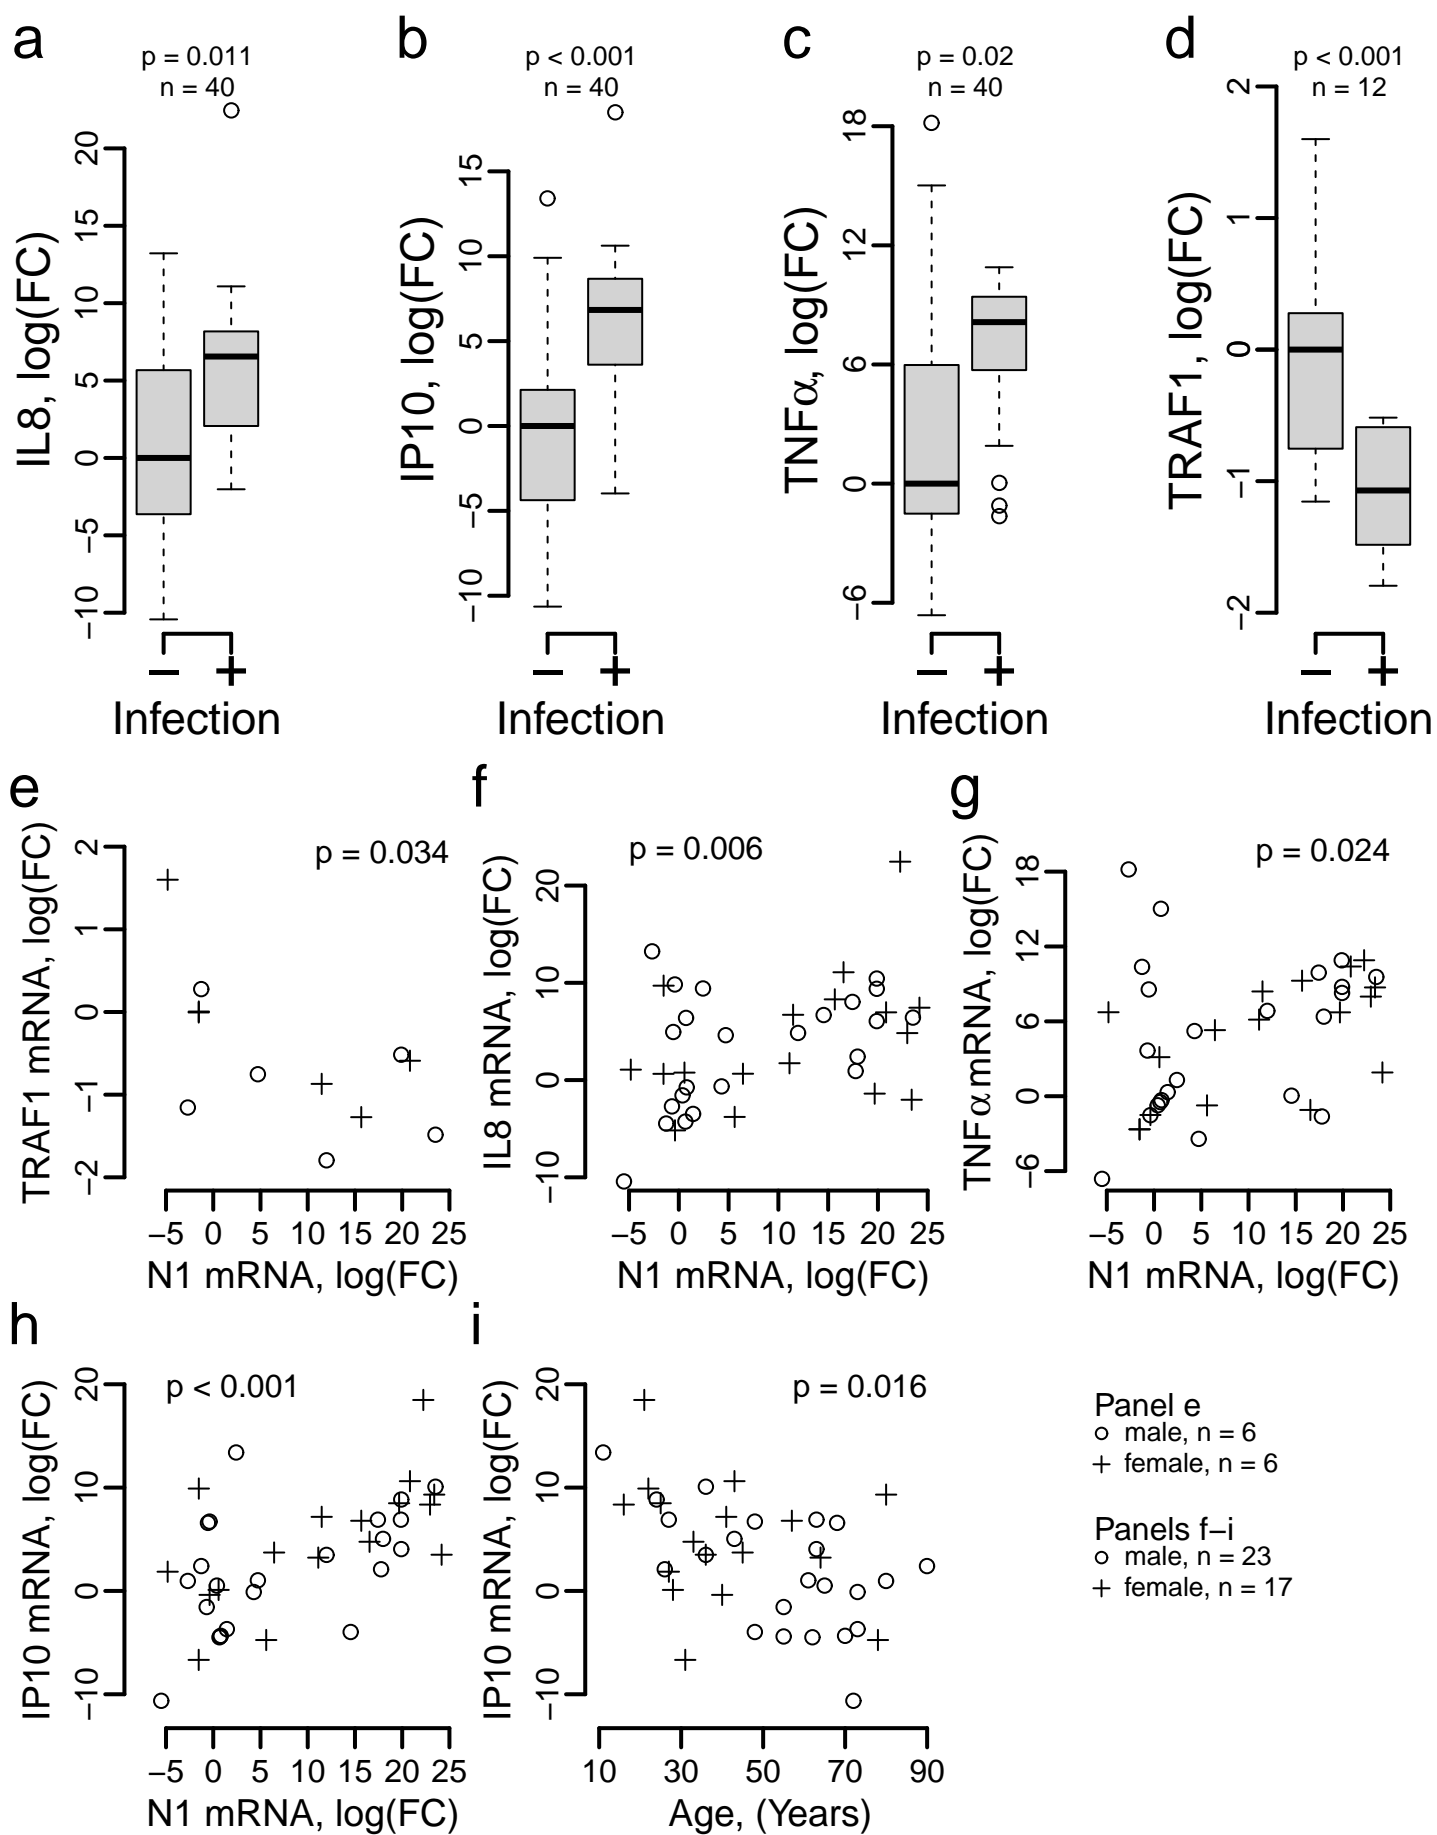 a
p = 0.011
n = 40
IL8, log(FC)
20
15
10
5
0
−5
−10
− +
Infection
b
p < 0.001
n = 40
IP10, log(FC)
15
10
5
0
−5
−10
− +
Infection
c
p = 0.02
n = 40
TNFα, log(FC)
18
12
6
0
−6
− +
Infection
d
p < 0.001
n = 12
TRAF1, log(FC)
2
1
0
−1
−2
− +
Infection
e
p = 0.034
TRAF1 mRNA, log(FC)
2
1
0
−1
−2
−5 0 5 10 15 20 25
N1 mRNA, log(FC)
f
p = 0.006
IL8 mRNA, log(FC)
20
10
0
−10
−5 0 5 10 15 20 25
N1 mRNA, log(FC)
g
p = 0.024
TNFα mRNA, log(FC)
18
12
6
0
−6
−5 0 5 10 15 20 25
N1 mRNA, log(FC)
h
p < 0.001
IP10 mRNA, log(FC)
20
10
0
−10
−5 0 5 10 15 20 25
N1 mRNA, log(FC)
i
p = 0.016
IP10 mRNA, log(FC)
20
10
0
−10
10 30 50 70 90
Age, (Years)
Panel e
male, n = 6
female, n = 6
Panels f−i
male, n = 23
female, n = 17